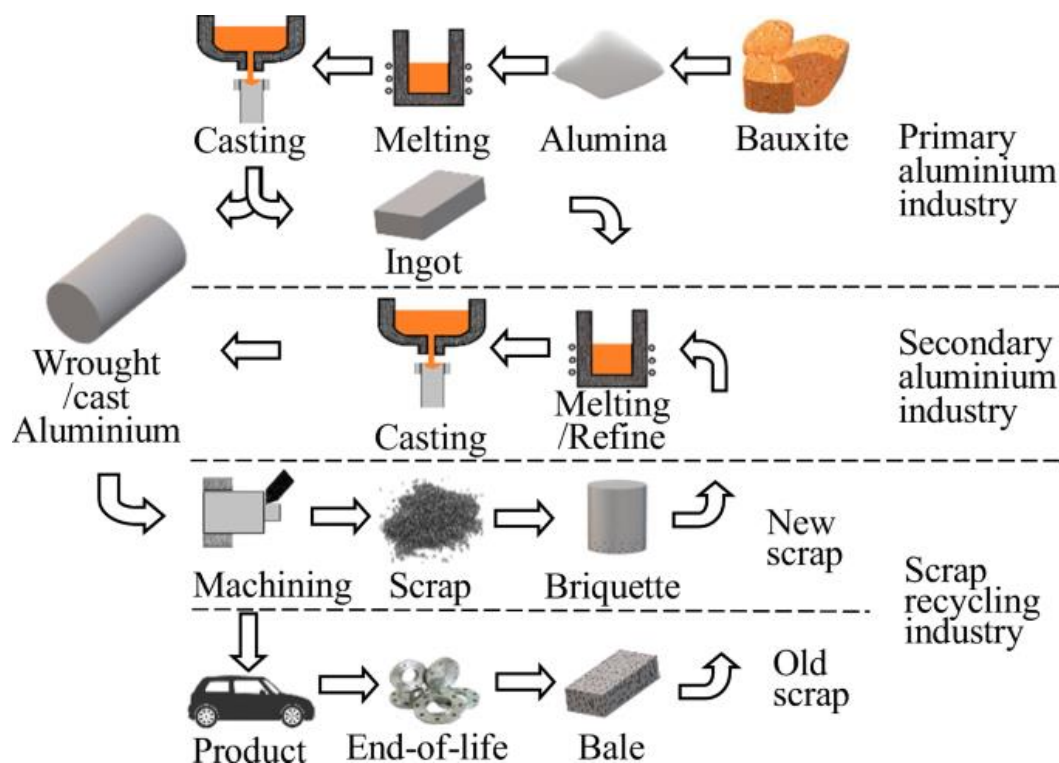 Casting
Melting
Alumina
Bauxite
Primary
aluminium
industry
Ingot
Wrought
/cast
Aluminium
Casting
Melting
/Refine
Secondary
aluminium
industry
Machining
Scrap
Briquette
New
scrap
Scrap
recycling
industry
Product
End-of-life
Bale
Old
scrap